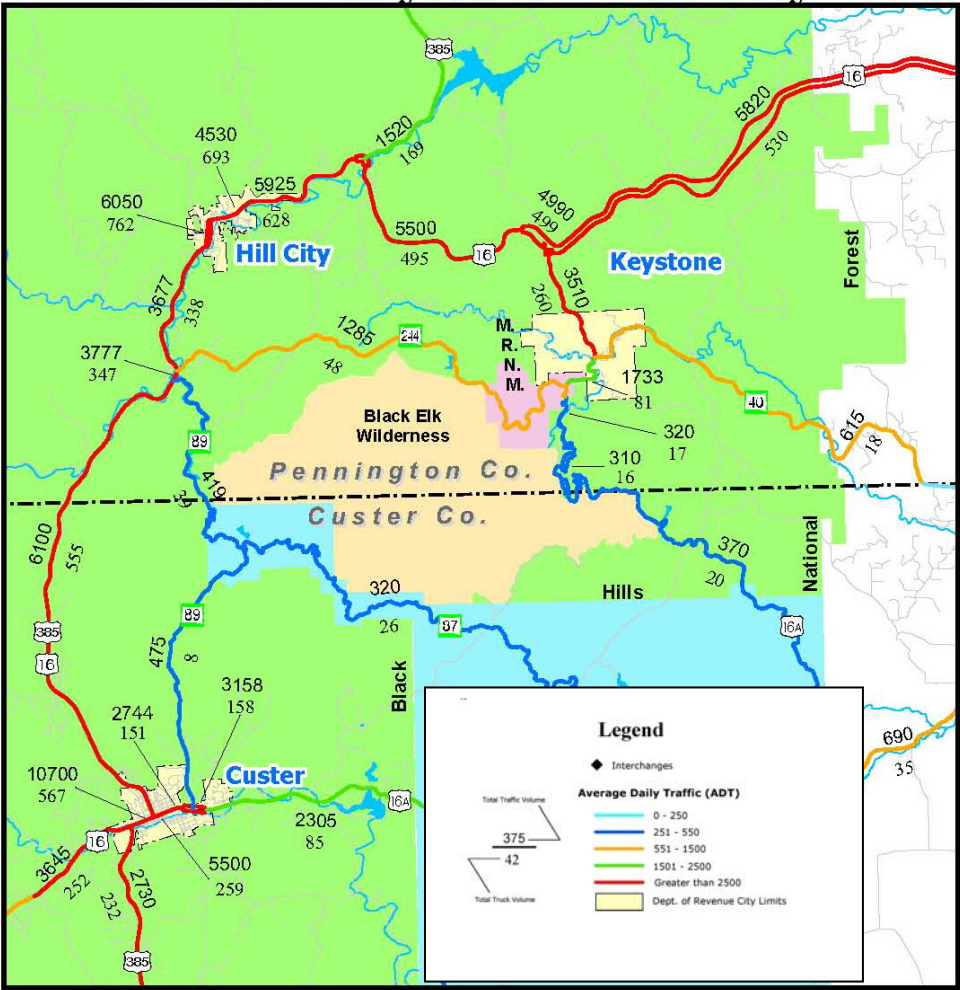 385
16
5820
530
4530
693
1520
169
5925
628
6050
762
4990
499
5500
495
16
Hill City
Keystone
Forest
3677
338
3510
260
M.
R.
N.
M.
1285
48
244
3777
347
1733
81
40
615
18
Black Elk
Wilderness
89
320
17
310
16
419
39
Pennington Co.
Custer Co.
6100
555
370
20
National
Hills
320
26
87
89
16A
385
16
475
8
Black
3158
158
2744
151
690
35
Custer
10700
567
16A
2305
85
16
5500
259
3645
252
2730
232
385
Legend
Interchanges
Average Daily Traffic (ADT)
Total Traffic Volume
375
42
Total Truck Volume
0 - 250
251 - 550
551 - 1500
1501 - 2500
Greater than 2500
Dept. of Revenue City Limits